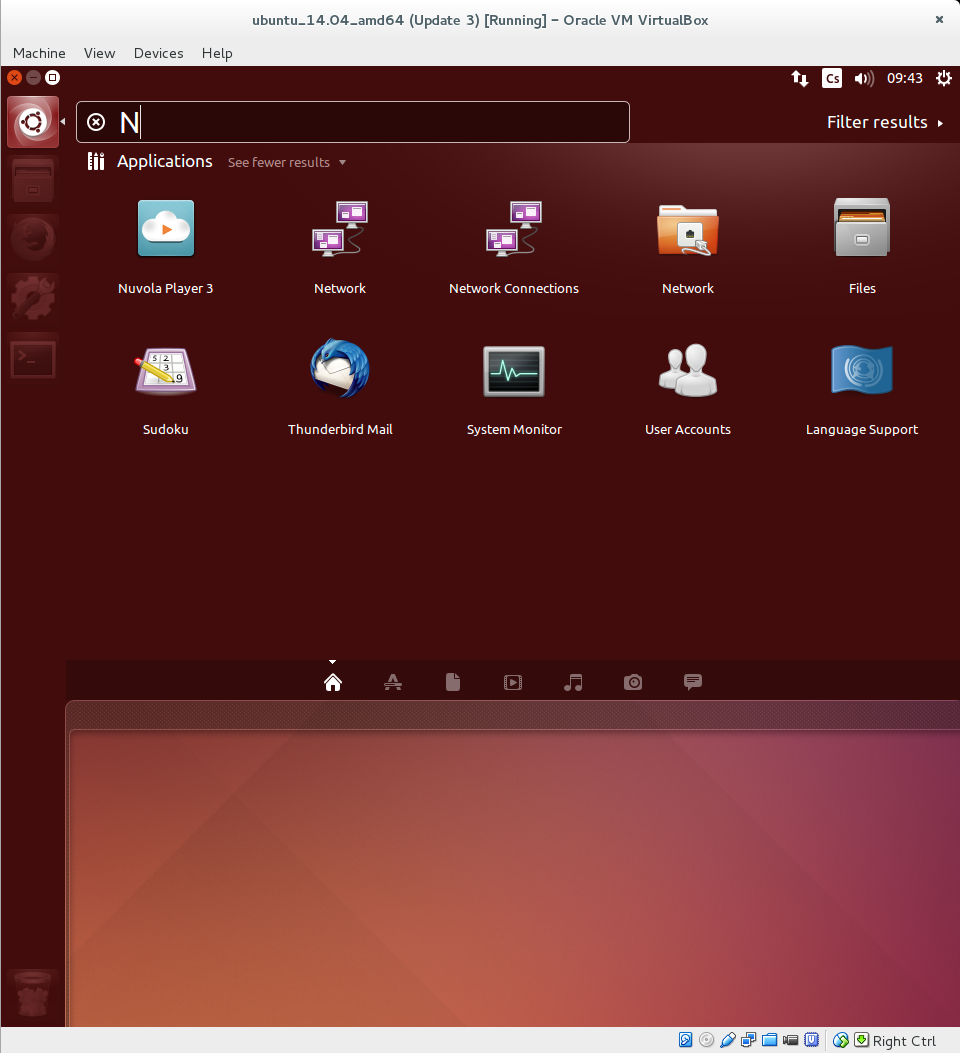 ubuntu_14.04_amd64 (Update 3) [Running] – Oracle VM VirtualBox
Machine View Devices Help
Cs 09:43
N
Filter results
Applications See fewer results
Nuvola Player 3 Network Network Connections Network Files
5 2
3
9
Sudoku Thunderbird Mail System Monitor User Accounts Language Support
>_
Right Ctrl